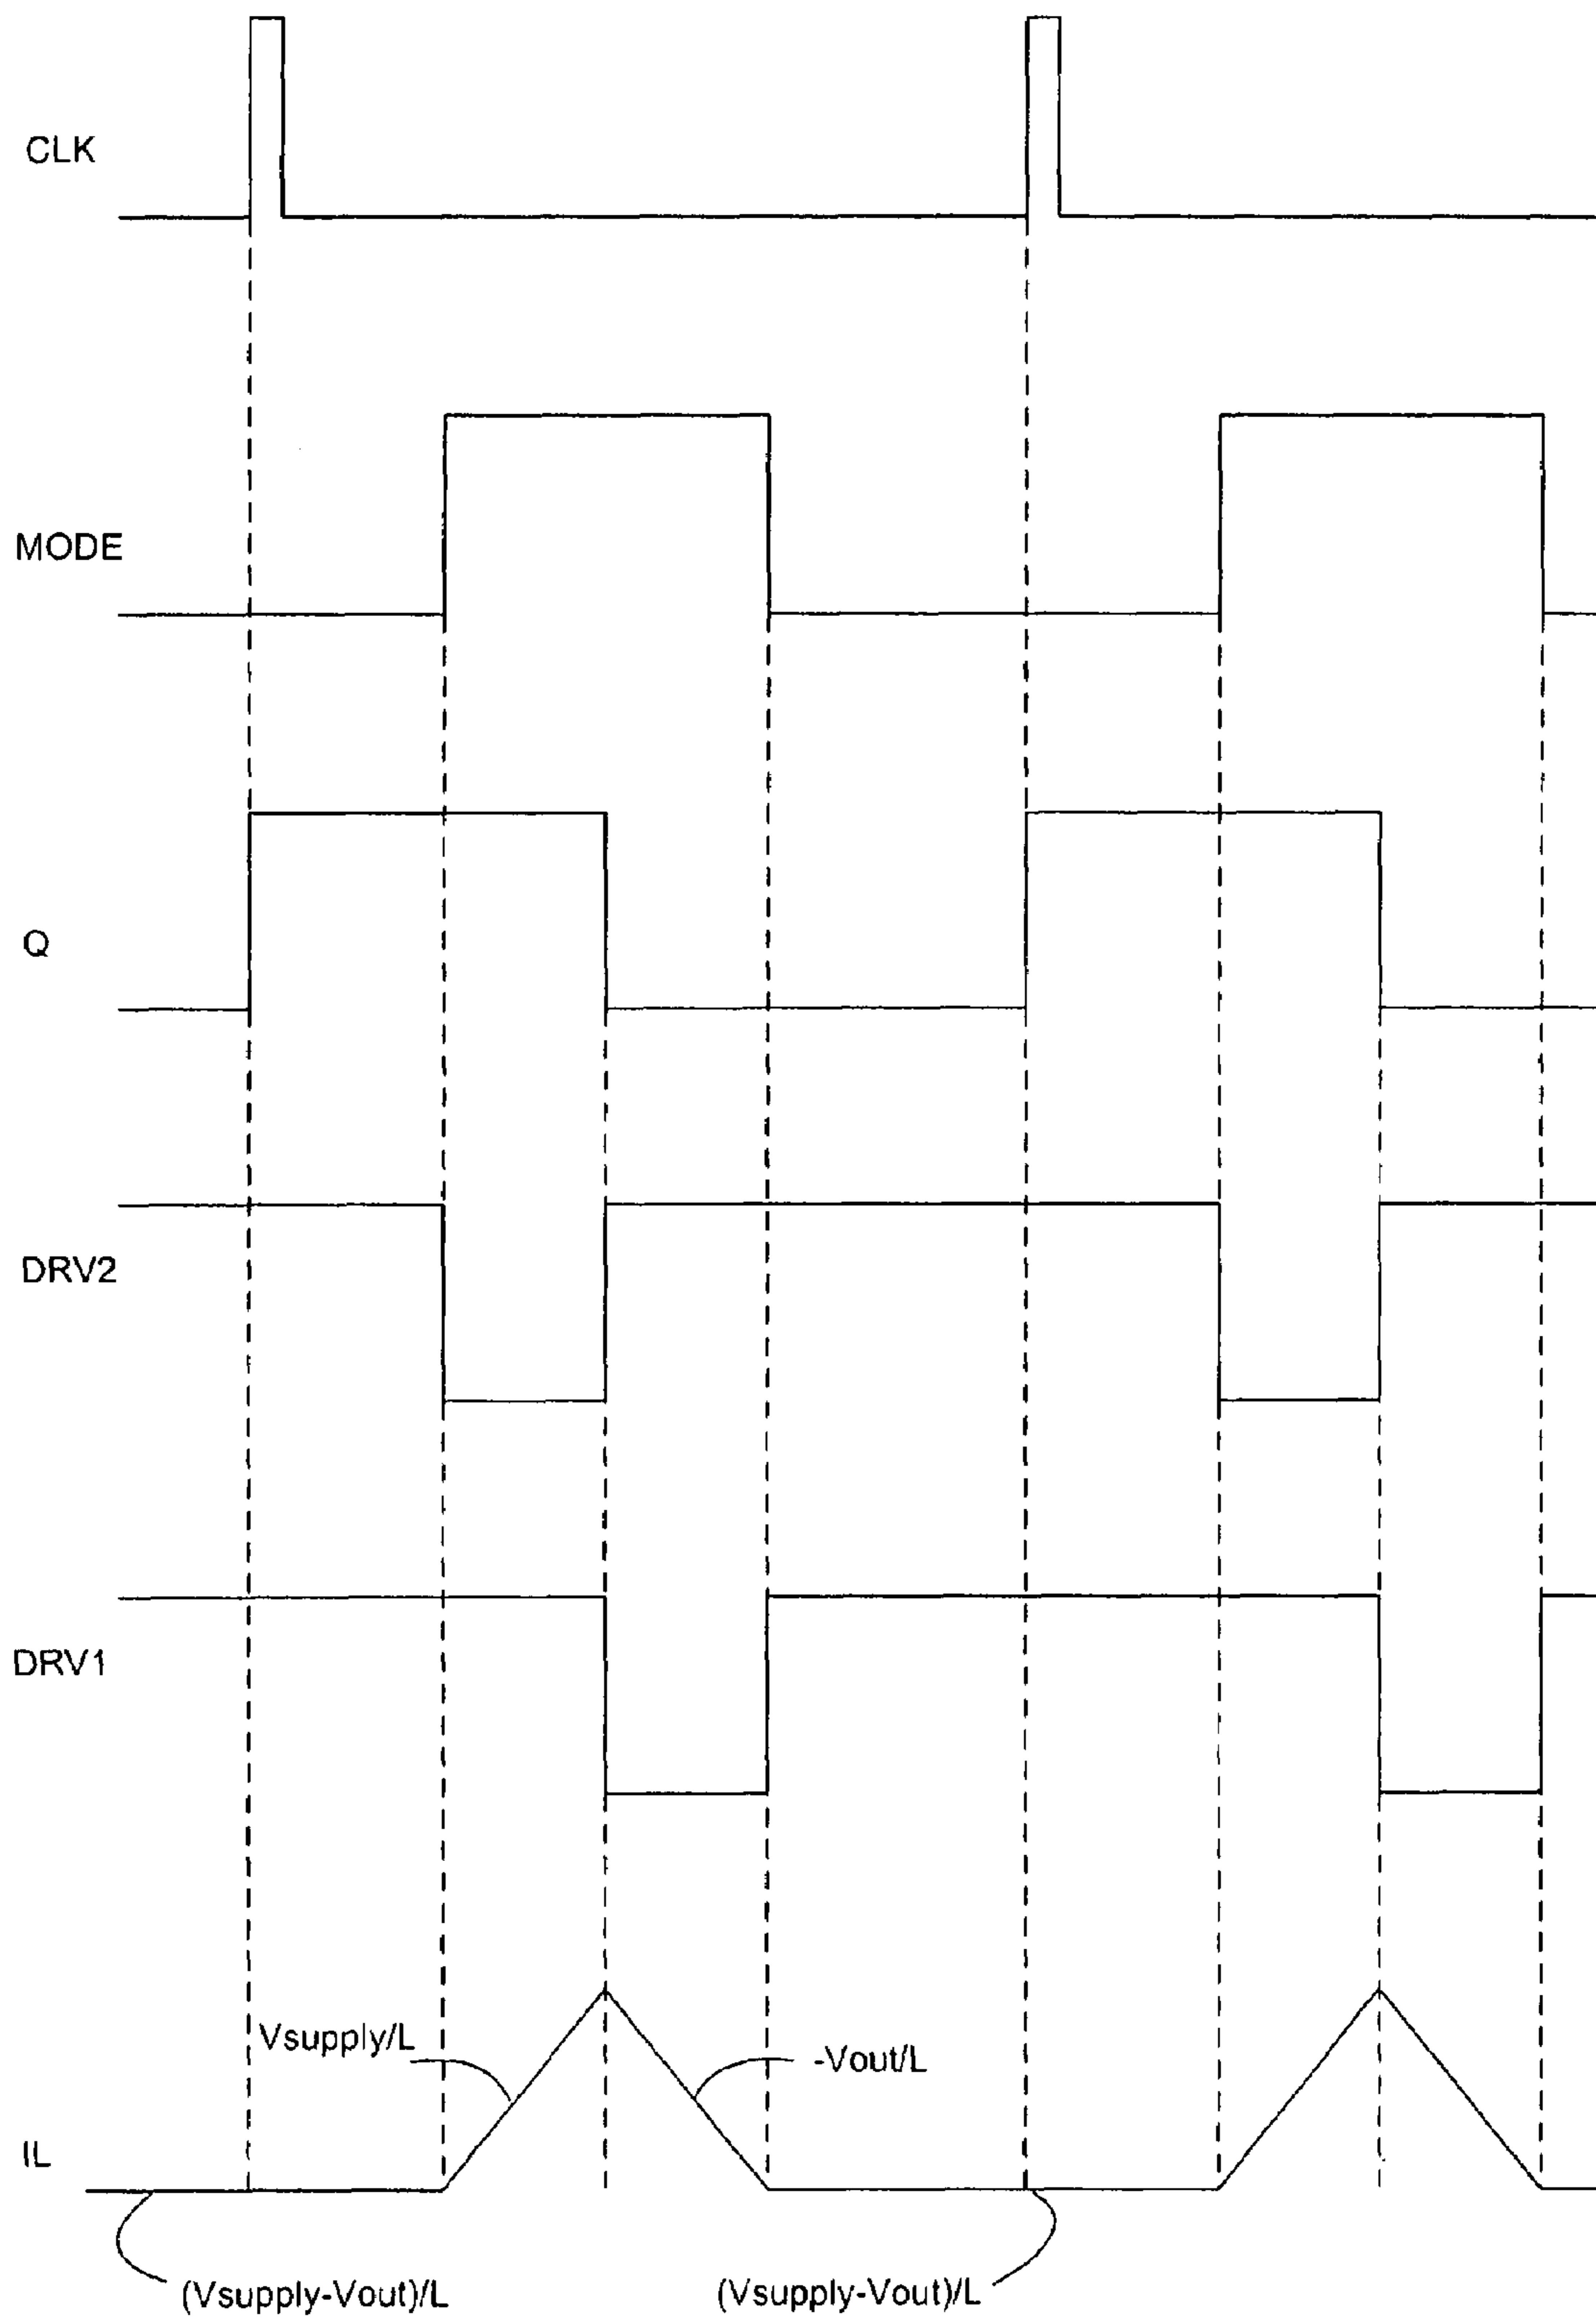 CLK
MODE
Q
DRV2
DRV1
Vsupply/L
-Vout/L
IL
(Vsupply-Vout)/L
(Vsupply-Vout)/L